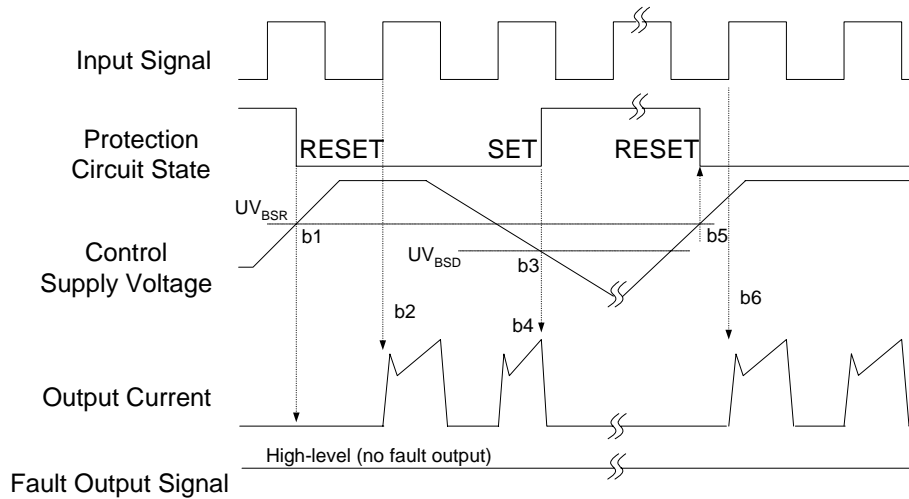 Input Signal
Protection
Circuit State
RESET
SET
RESET
UVBSR
b1
b5
Control
Supply Voltage
UVBSD
b3
b2
b4
b6
Output Current
High-level (no fault output)
Fault Output Signal